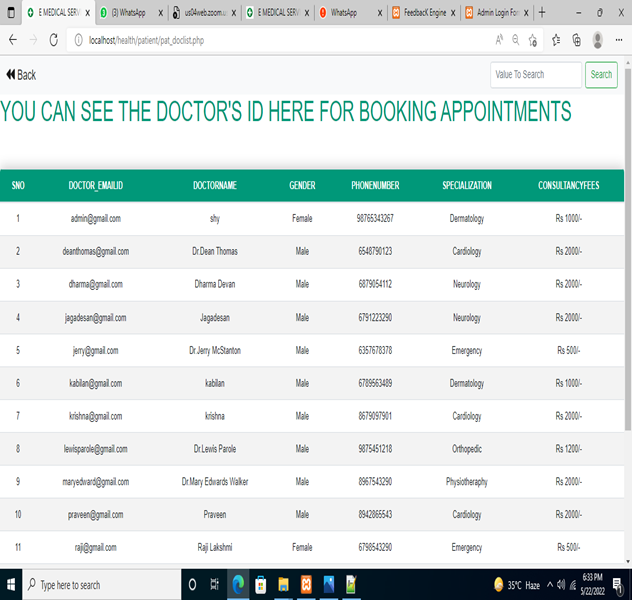 E MEDICAL SERV
(3) WhatsApp
us04web.zoom.u
E MEDICAL SERV
WhatsApp
FeedbacK Engine
Admin Login For
localhost/health/patient/pat_doclist.php
Back
Value To Search
Search
YOU CAN SEE THE DOCTOR'S ID HERE FOR BOOKING APPOINTMENTS
SNO DOCTOR_EMAILID DOCTORNAME GENDER PHONENUMBER SPECIALIZATION CONSULTANCYFEES
1 admin@gmail.com shy Female 98765343267 Dermatology Rs 1000/-
2 deanthomas@gmail.com Dr.Dean Thomas Male 6548790123 Cardiology Rs 2000/-
3 dharma@gmail.com Dharma Devan Male 6879054112 Neurology Rs 2000/-
4 jagadesan@gmail.com Jagadesan Male 6791223290 Neurology Rs 2000/-
5 jerry@gmail.com Dr.Jerry McStanton Male 6357678378 Emergency Rs 500/-
6 kabilan@gmail.com kabilan Male 6789563489 Dermatology Rs 1000/-
7 krishna@gmail.com krishna Male 8679097901 Cardiology Rs 2000/-
8 lewisparole@gmail.com Dr.Lewis Parole Male 9875451218 Orthopedic Rs 1200/-
9 maryedward@gmail.com Dr.Mary Edwards Walker Male 8967543290 Physiotheraphy Rs 2000/-
10 praveen@gmail.com Praveen Male 8942865543 Cardiology Rs 2000/-
11 raji@gmail.com Raji Lakshmi Female 6798543290 Emergency Rs 500/-
Type here to search
35°C Haze
6:33 PM
5/22/2022